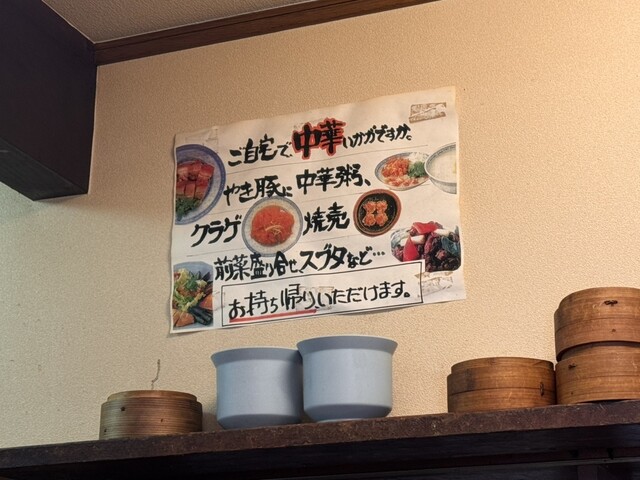 ご自宅で、中華いかがですか。
やき豚に中華粥、
クラゲ 焼売
前菜盛り合せスブタなど…
お持ち帰り、いただけます。